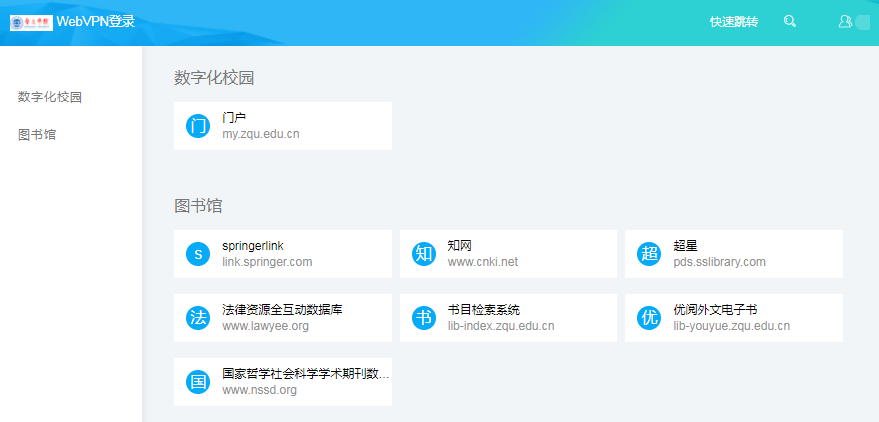 WebVPN登录
快速跳转
数字化校园
图书馆
数字化校园
门
门户
my.zqu.edu.cn
图书馆
s
springerlink
link.springer.com
知
知网
www.cnki.net
超
超星
pds.sslibrary.com
法
法律资源全互动数据库
www.lawyee.org
书
书目检索系统
lib-index.zqu.edu.cn
优
优阅外文电子书
lib-youyue.zqu.edu.cn
国
国家哲学社会科学学术期刊数...
www.nssd.org